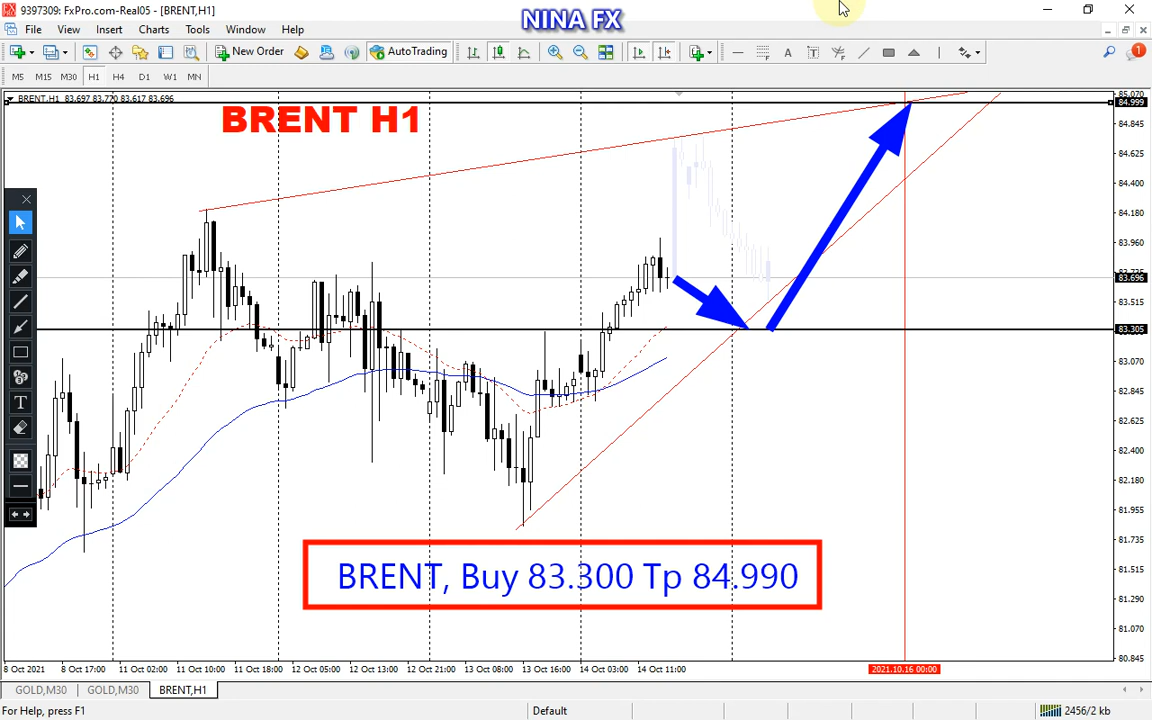 9397309: FxPro.com-Real05 - [BRENT,H1]
NINA FX
File View Insert Charts Tools Window Help
New Order AutoTrading
1
M5 M15 M30 H1 H4 D1 W1 MN
BRENT,H1 83.697 83.770 83.617 83.696
BRENT H1
85.070
84.999
84.845
84.625
84.400
84.180
83.960
83.696
83.515
83.305
83.070
82.845
82.625
82.400
82.180
81.955
81.735
81.515
81.290
81.070
80.845
BRENT, Buy 83.300 Tp 84.990
8 Oct 2021 8 Oct 17:00 11 Oct 02:00 11 Oct 10:00 11 Oct 18:00 12 Oct 05:00 12 Oct 13:00 12 Oct 21:00 13 Oct 08:00 13 Oct 16:00 14 Oct 03:00 14 Oct 11:00 2021.10.16 00:00
GOLD,M30 GOLD,M30 BRENT,H1
For Help, press F1 Default 2456/2 kb